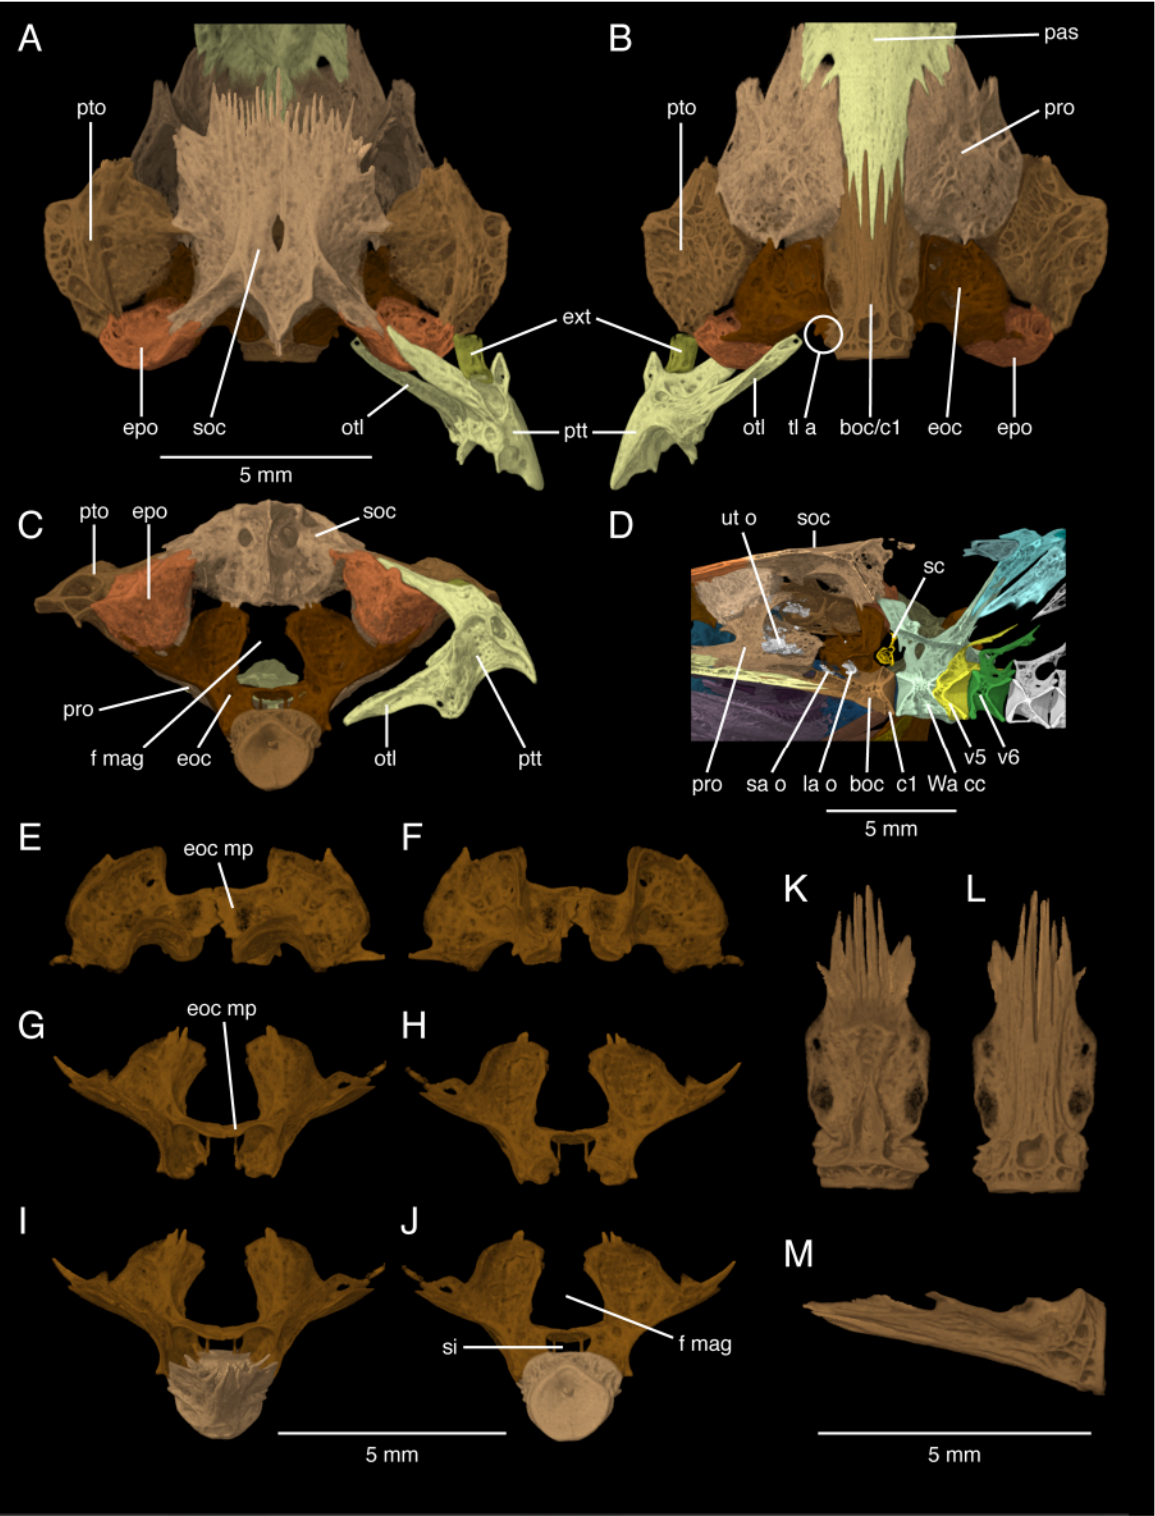 A
B
pas
pto
pto
pro
ext
epo
soc
otl
ptt
otl
tl a
boc/c1
eoc
epo
5 mm
C
pto
epo
soc
D
ut o
soc
sc
pro
f mag
eoc
otl
ptt
v5
v6
pro
sa o
la o
boc
c1
Wa cc
5 mm
E
eoc mp
F
K
L
G
eoc mp
H
I
J
M
si
f mag
5 mm
5 mm